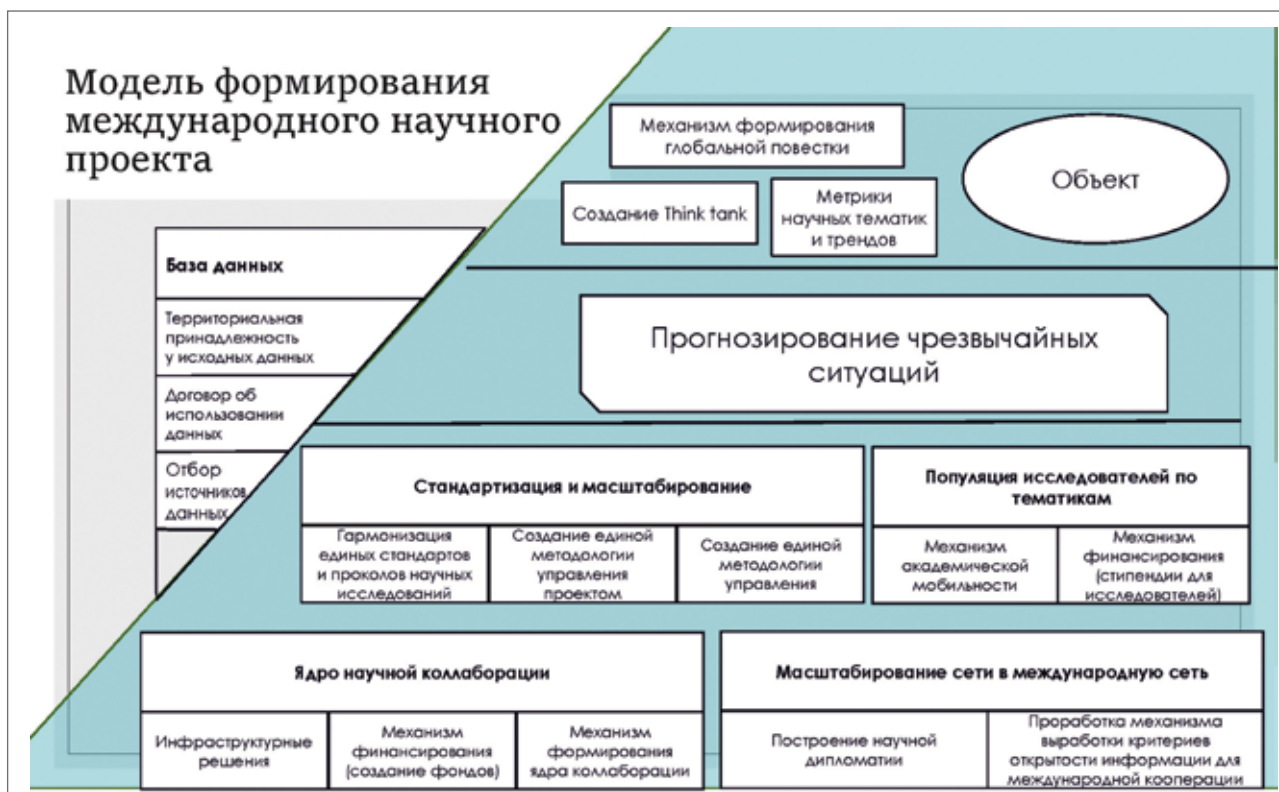 Модель формирования
международного научного
проекта
Механизм формирования
глобальной повестки
Объект
Создание Think tank
Метрики
научных тематик
и трендов
База данных
Территориальная
принадлежность
у исходных данных
Договор об
использовании
данных
Отбор
источников
данных
Прогнозирование чрезвычайных
ситуаций
Стандартизация и масштабирование
Гармонизация
единых стандартов
и проколов научных
исследований
Создание единой
методологии
управления
проектом
Создание единой
методологии
управления
Популяция исследователей по
тематикам
Механизм
академической
мобильности
Механизм
финансирования
(стипендии для
исследователей)
Ядро научной коллаборации
Инфраструктурные
решения
Механизм
финансирования
(создание фондов)
Механизм
формирования
ядра коллаборации
Масштабирование сети в международную сеть
Построение научной
дипломатии
Проработка механизма
выработки критериев
открытости информации для
международной кооперации